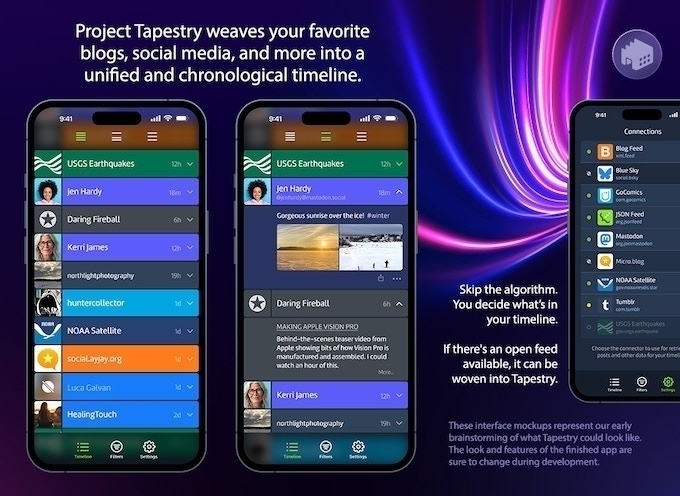 Project Tapestry weaves your favorite
blogs, social media, and more into a
unified and chronological timeline.
9:41
USGS Earthquakes 12h
Jen Hardy 18m
Daring Fireball 6h
Kerri James 12h
northlightphotography 19h
huntercollector 1d
NOAA Satellite 1d
social.ayjay.org 1d
Luca Galvan 1d
HealingTouch 2d
Timeline Filters Settings
9:41
USGS Earthquakes 12h
Jen Hardy 18m
@jenhardy@mastodon.social
Gorgeous sunrise over the ice! #winter
Daring Fireball 6h
MAKING APPLE VISION PRO
Behind-the-scenes teaser video from
Apple showing bits of how Vision Pro is
manufactured and assembled. I could
watch an hour of this.
More...
Kerri James 12h
northlightphotography 19h
Timeline Filters Settings
9:41
Connections
Blog Feed
xml.feed
Blue Sky
social.bsky
GoComics
com.gocomics
JSON Feed
org.jsonfeed
Mastodon
org.joinmastodon
Micro.blog
NOAA Satellite
gov.noaa.nesdis.star
Tumblr
com.tumblr
USGS Earthquakes
gov.usgs.earthquake
Choose the connector to use for retrie
posts and other data for your timeli
Timeline Filters Settings
Skip the algorithm.
You decide what's in
your timeline.
If there's an open feed
available, it can be
woven into Tapestry.
These interface mockups represent our early
brainstorming of what Tapestry could look like.
The look and features of the finished app are
sure to change during development.